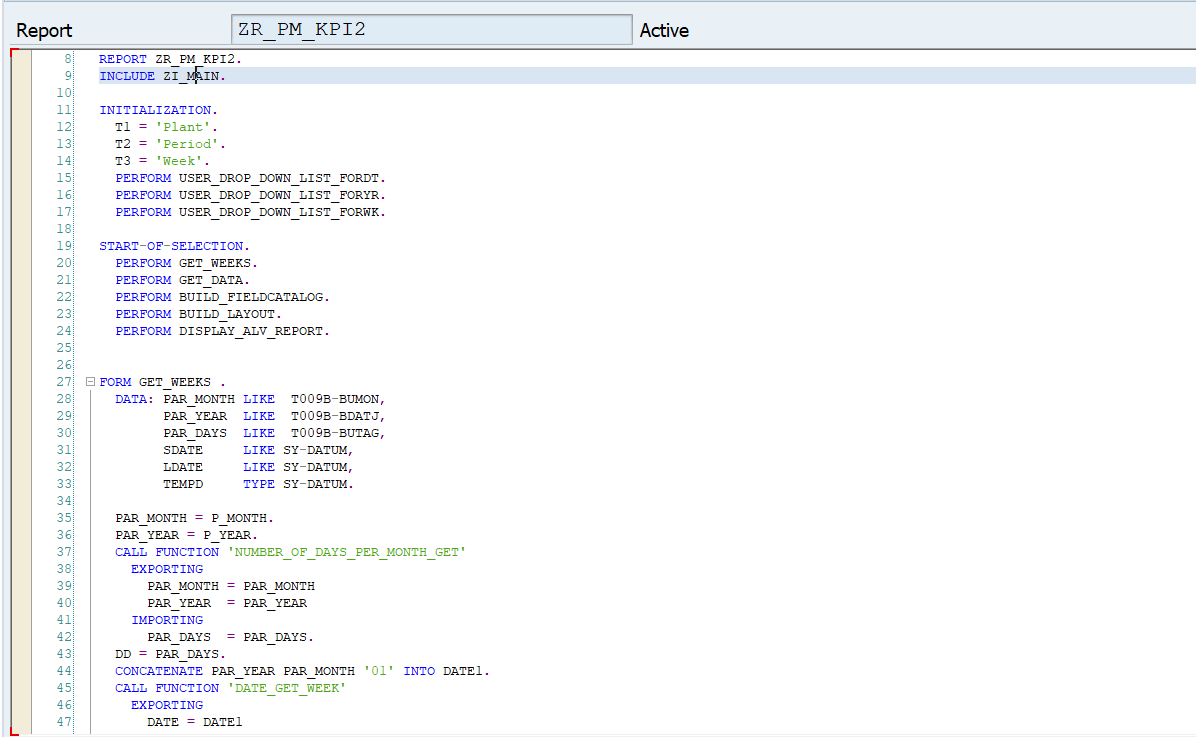 Report ZR_PM_KPI2 Active
8 REPORT ZR_PM_KPI2.
9 INCLUDE ZI_MAIN.
10
11 INITIALIZATION.
12 T1 = 'Plant'.
13 T2 = 'Period'.
14 T3 = 'Week'.
15 PERFORM USER_DROP_DOWN_LIST_FORDT.
16 PERFORM USER_DROP_DOWN_LIST_FORYR.
17 PERFORM USER_DROP_DOWN_LIST_FORWK.
18
19 START-OF-SELECTION.
20 PERFORM GET_WEEKS.
21 PERFORM GET_DATA.
22 PERFORM BUILD_FIELDCATALOG.
23 PERFORM BUILD_LAYOUT.
24 PERFORM DISPLAY_ALV_REPORT.
25
26
27 FORM GET_WEEKS .
28 DATA: PAR_MONTH LIKE T009B-BUMON,
29 PAR_YEAR LIKE T009B-BDATJ,
30 PAR_DAYS LIKE T009B-BUTAG,
31 SDATE LIKE SY-DATUM,
32 LDATE LIKE SY-DATUM,
33 TEMPD TYPE SY-DATUM.
34
35 PAR_MONTH = P_MONTH.
36 PAR_YEAR = P_YEAR.
37 CALL FUNCTION 'NUMBER_OF_DAYS_PER_MONTH_GET'
38 EXPORTING
39 PAR_MONTH = PAR_MONTH
40 PAR_YEAR = PAR_YEAR
41 IMPORTING
42 PAR_DAYS = PAR_DAYS.
43 DD = PAR_DAYS.
44 CONCATENATE PAR_YEAR PAR_MONTH '01' INTO DATE1.
45 CALL FUNCTION 'DATE_GET_WEEK'
46 EXPORTING
47 DATE = DATE1